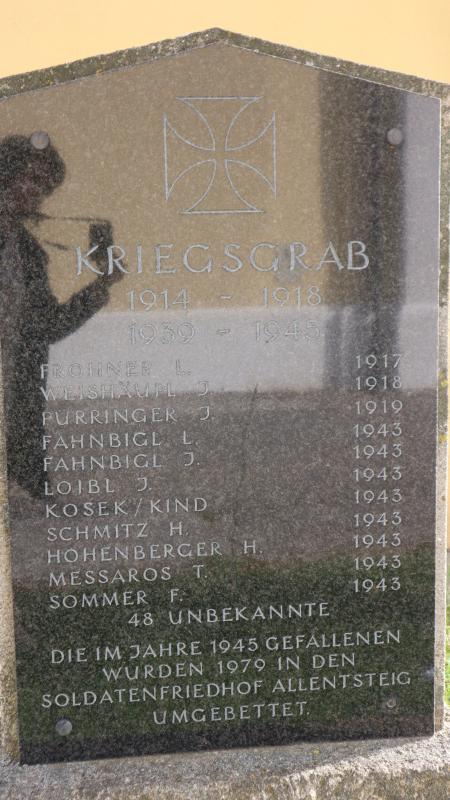 KRIEGSGRAB
1914 - 1918
1939 - 1945
FROHNER L. 1917
WEISHÄUPL J. 1918
PURRINGER J. 1919
FAHNBIGL L. 1943
FAHNBIGL J. 1943
LOIBL J. 1943
KOSEK/KIND 1943
SCHMITZ H. 1943
HOHENBERGER H. 1943
MESSAROS T. 1943
SOMMER F. 1943
48 UNBEKANNTE
DIE IM JAHRE 1945 GEFALLENEN
WURDEN 1979 IN DEN
SOLDATENFRIEDHOF ALLENTSTEIG
UMGEBETTET.